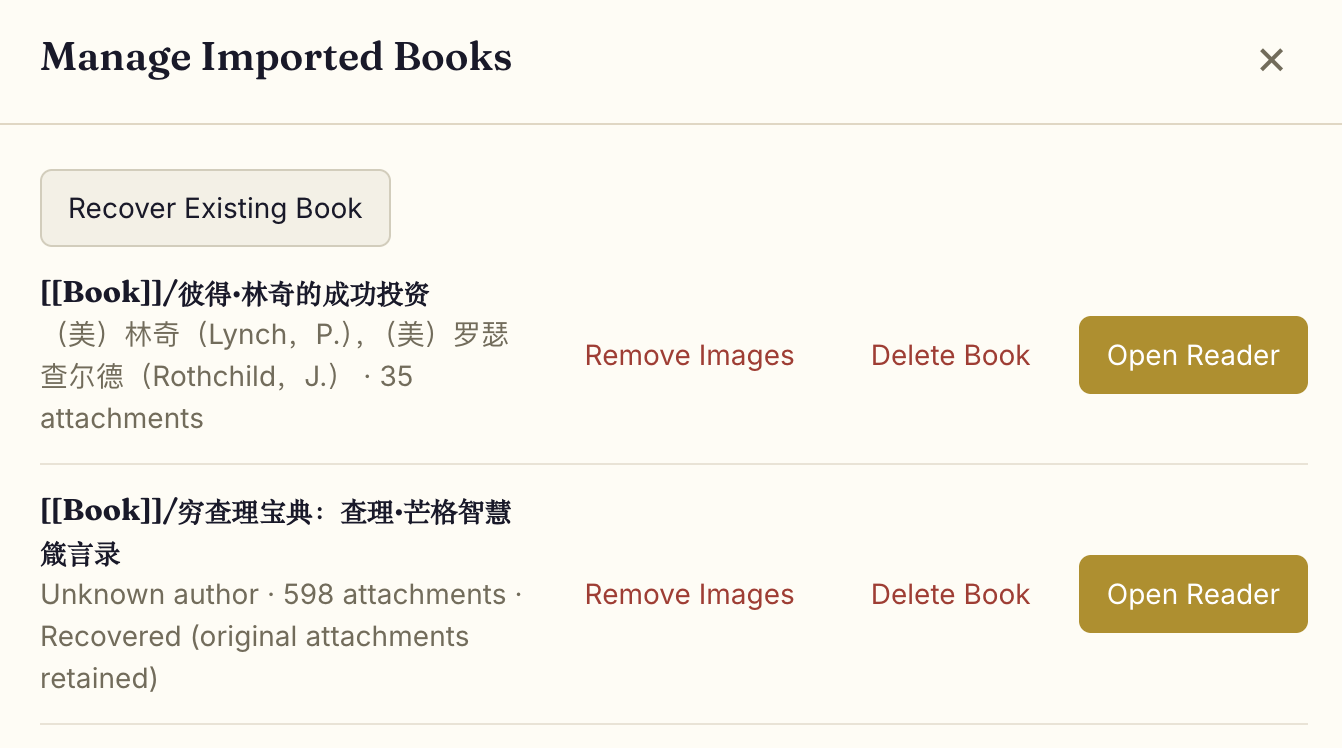 Manage Imported Books
×
Recover Existing Book
[[Book]]/彼得·林奇的成功投资
（美）林奇（Lynch，P.），（美）罗瑟
查尔德（Rothchild，J.） · 35
attachments
Remove Images
Delete Book
Open Reader
[[Book]]/穷查理宝典：查理·芒格智慧
箴言录
Unknown author · 598 attachments ·
Recovered (original attachments
retained)
Remove Images
Delete Book
Open Reader